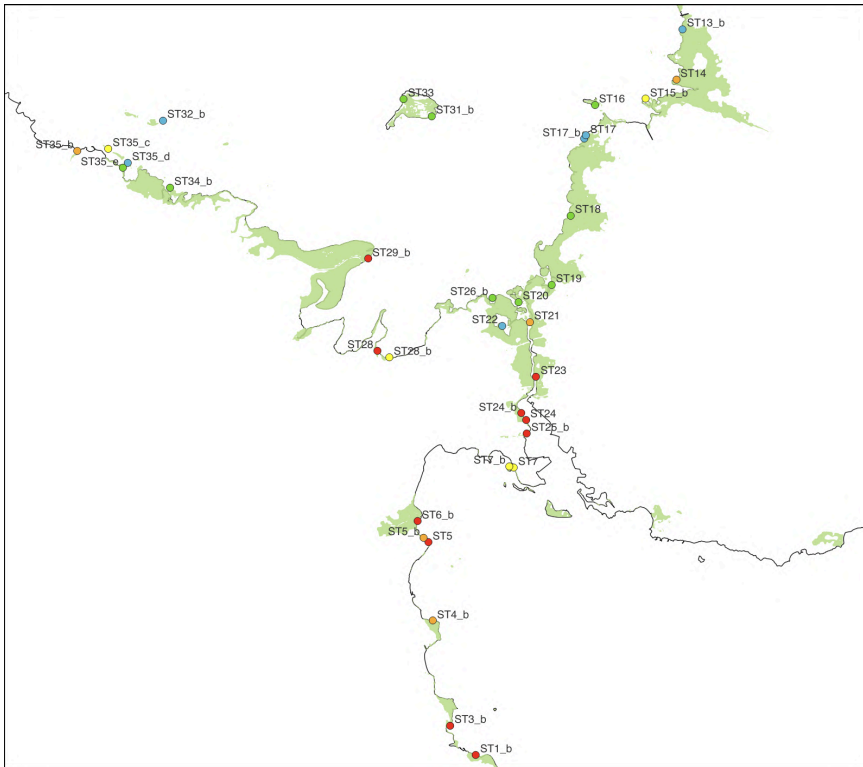 ST13_b
ST14
ST33
ST15_b
ST16
ST31_b
ST32_b
ST17_b
ST17
ST35_b
ST35_c
ST35_e
ST35_d
ST34_b
ST18
ST29_b
ST19
ST26_b
ST20
ST22
ST21
ST28
ST28_b
ST23
ST24_b
ST24
ST25_b
ST7_b
ST7
ST6_b
ST5_b
ST5
ST4_b
ST3_b
ST1_b